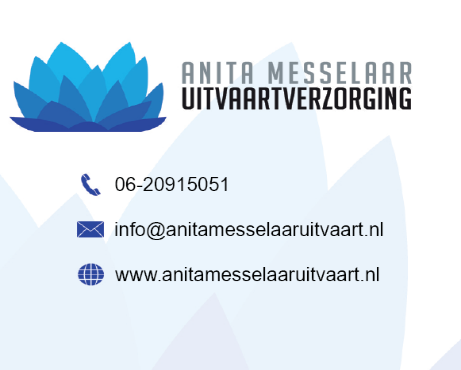 ANITA MESSELAAR
UITVAARTVERZORGING
06-20915051
info@anitamesselaaruitvaart.nl
www.anitamesselaaruitvaart.nl